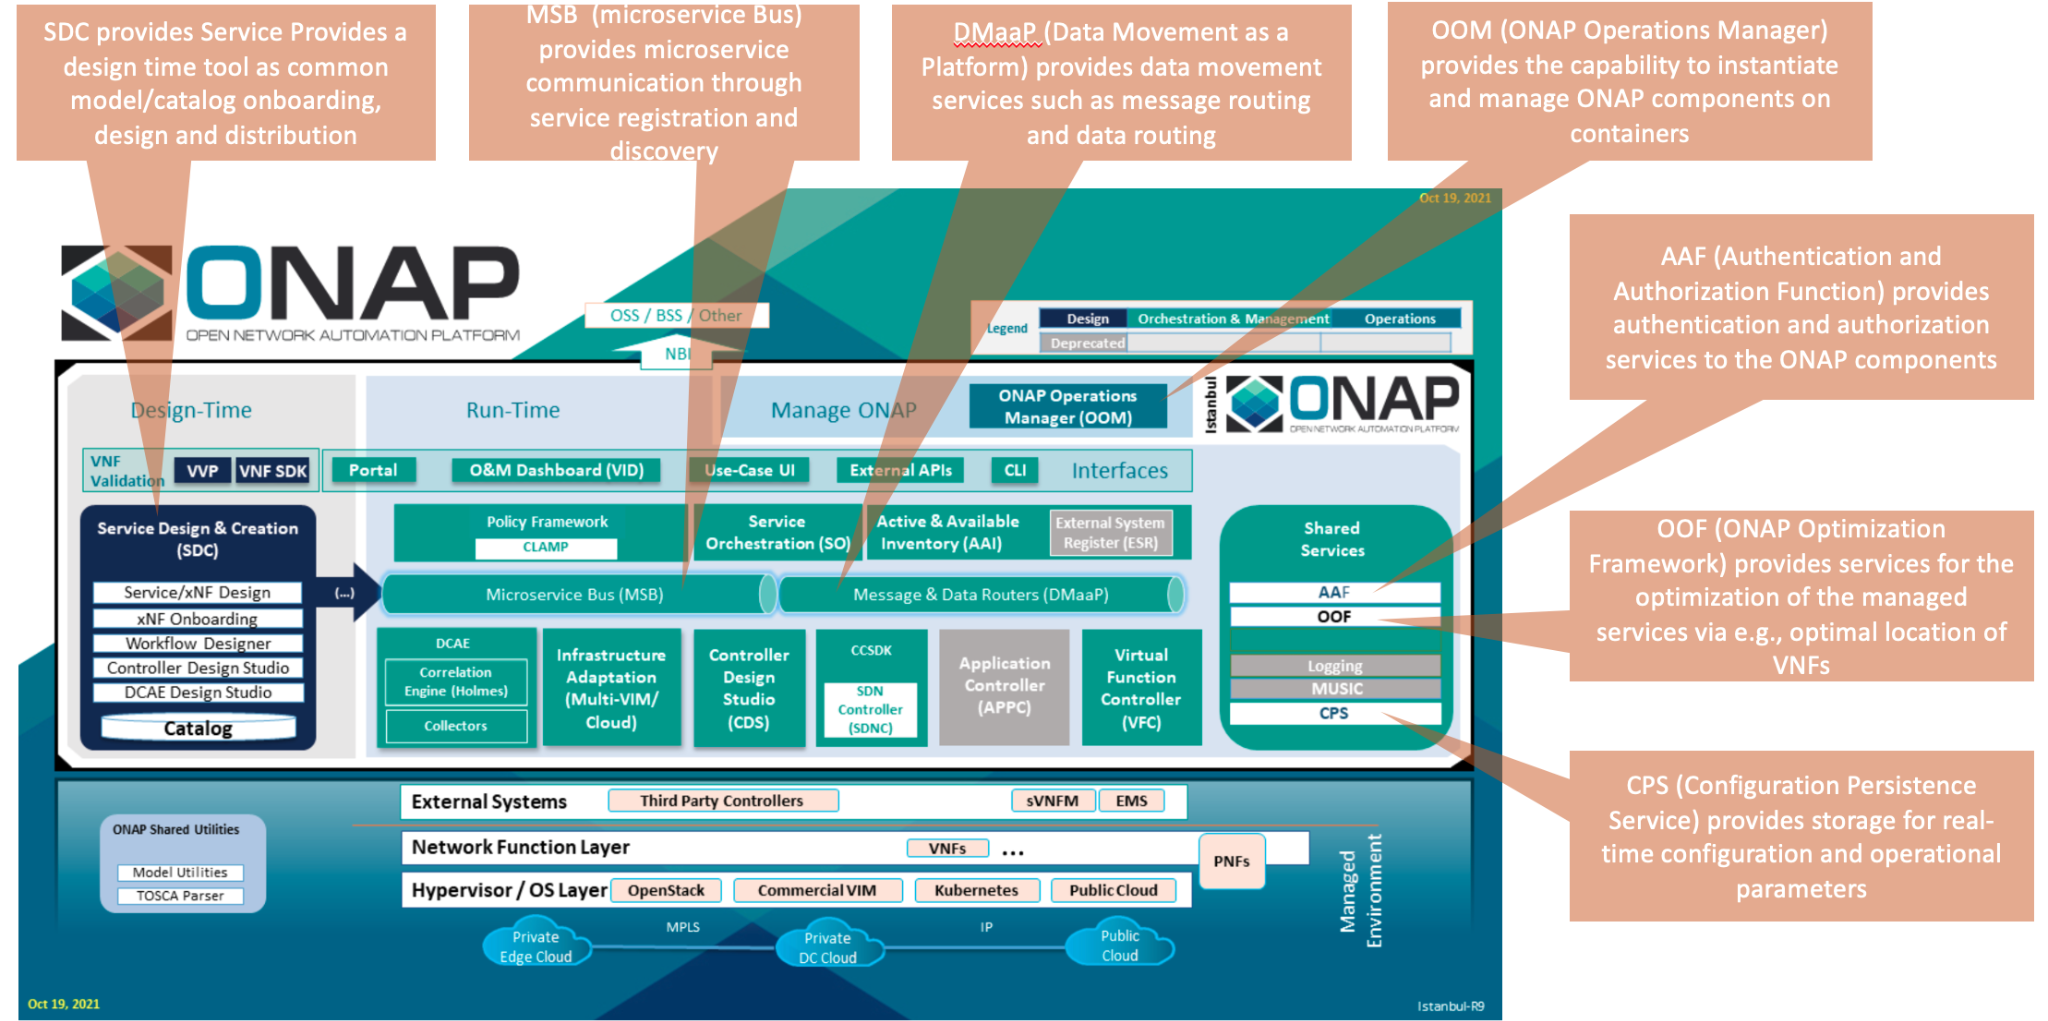 SDC provides Service Provides a
design time tool as common
model/catalog onboarding,
design and distribution
MSB (microservice Bus)
provides microservice
communication through
service registration and
discovery
DMaaP (Data Movement as a
Platform) provides data movement
services such as message routing
and data routing
OOM (ONAP Operations Manager)
provides the capability to instantiate
and manage ONAP components on
containers
Oct 19, 2021
AAF (Authentication and
Authorization Function) provides
authentication and authorization
services to the ONAP components
ONAP
OPEN NETWORK AUTOMATION PLATFORM
OSS / BSS / Other
NBI
Legend
Design
Orchestration & Management
Operations
Deprecated
Design-Time
Run-Time
Manage ONAP
ONAP Operations
Manager (OOM)
Istanbul
ONAP
OPEN NETWORK AUTOMATION PLATFORM
VNF
Validation
VVP
VNF SDK
Portal
O&M Dashboard (VID)
Use-Case UI
External APIs
CLI
Interfaces
Service Design & Creation
(SDC)
Service/xNF Design
xNF Onboarding
Workflow Designer
Controller Design Studio
DCAE Design Studio
Catalog
(...)
Policy Framework
CLAMP
Service
Orchestration (SO)
Active & Available
Inventory (AAI)
External System
Register (ESR)
Microservice Bus (MSB)
Message & Data Routers (DMaaP)
DCAE
Correlation
Engine (Holmes)
Collectors
Infrastructure
Adaptation
(Multi-VIM/
Cloud)
Controller
Design
Studio
(CDS)
CCSDK
SDN
Controller
(SDNC)
Application
Controller
(APPC)
Virtual
Function
Controller
(VFC)
Shared
Services
AAF
OOF
Logging
MUSIC
CPS
OOF (ONAP Optimization
Framework) provides services for the
optimization of the managed
services via e.g., optimal location of
VNFs
CPS (Configuration Persistence
Service) provides storage for real-
time configuration and operational
parameters
ONAP Shared Utilities
Model Utilities
TOSCA Parser
External Systems
Third Party Controllers
sVNFM
EMS
Network Function Layer
VNFs
...
PNFs
Hypervisor / OS Layer
OpenStack
Commercial VIM
Kubernetes
Public Cloud
Managed
Environment
Private
Edge Cloud
MPLS
Private
DC Cloud
IP
Public
Cloud
Oct 19, 2021
Istanbul-R9